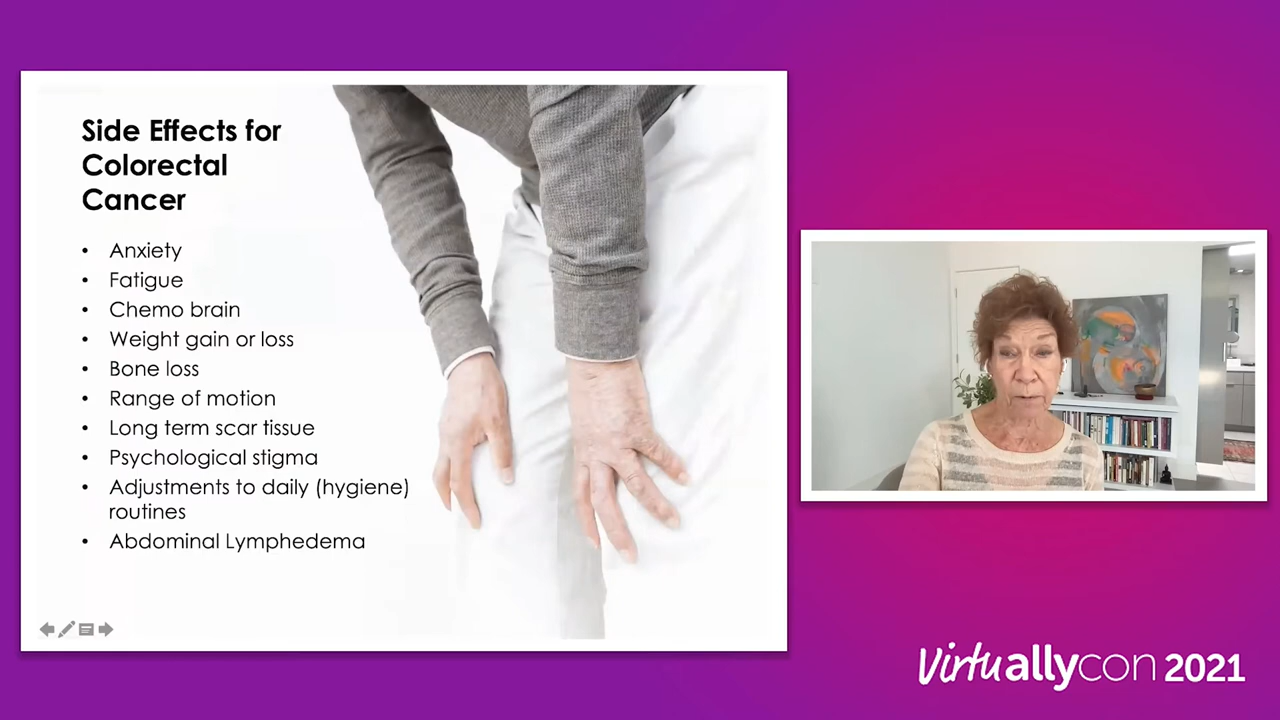 Side Effects for
Colorectal
Cancer
• Anxiety
• Fatigue
• Chemo brain
• Weight gain or loss
• Bone loss
• Range of motion
• Long term scar tissue
• Psychological stigma
• Adjustments to daily (hygiene)
routines
• Abdominal Lymphedema
Virtuallycon 2021